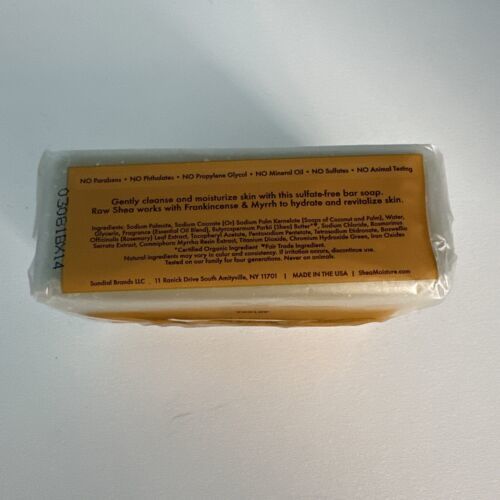 NO Parabens • NO Phthalates • NO Propylene Glycol • NO Mineral Oil • NO Sulfates • NO Animal Testing
Gently cleanse and moisturize skin with this sulfate-free bar soap.
Raw Shea works with Frankincense & Myrrh to hydrate and revitalize skin.
Ingredients: Sodium Palmate, Sodium Cocoate (Or) Sodium Palm Kernelate [Soaps of Coconut and Palm], Water,
Glycerin, Fragrance (Essential Oil Blend), Butyrospermum Parkii (Shea) Butter*♥, Sodium Chloride, Rosmarinus
Officinalis (Rosemary) Leaf Extract, Tocopheryl Acetate, Pentasodium Pentetate, Tetrasodium Etidronate, Boswellia
Serrata Extract, Commiphora Myrrha Resin Extract, Titanium Dioxide, Chromium Hydroxide Green, Iron Oxides
*Certified Organic Ingredient ♥Fair Trade Ingredient.
Natural ingredients may vary in color and consistency. If irritation occurs, discontinue use.
Tested on our family for four generations. Never on animals.
Sundial Brands LLC . 11 Ranick Drive South Amityville, NY 11701 | MADE IN THE USA | SheaMoisture.com